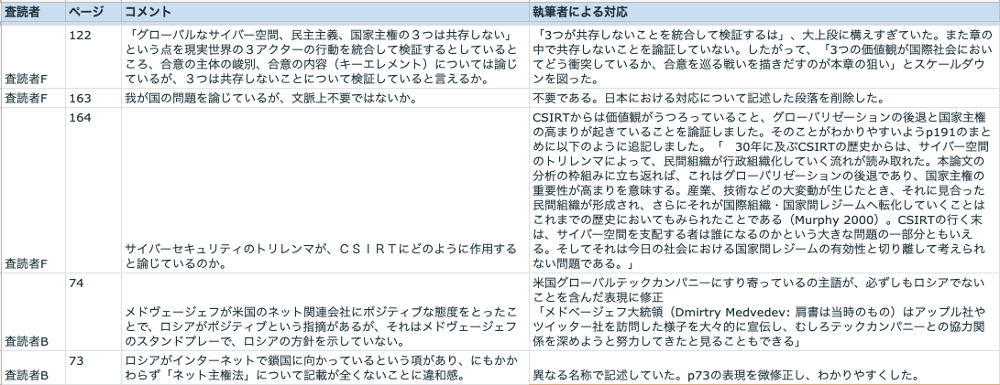 査読者 ページ コメント 執筆者による対応
122
「グローバルなサイバー空間、民主主義、国家主権の３つは共存しない」
という点を現実世界の３アクターの行動を統合して検証するとしていると
ころ、合意の主体の峻別、合意の内容（キーエレメント）については論じ
ているが、３は共存しないことについて検証していると言えるか。
査読者F
「3つが共存しないことを統合して検証するは」、大上段に構えすぎていた。また章の
中で共存しないことを論証していない。したがって、「3つの価値観が国際社会におい
てどう衝突しているか、合意を巡る戦いを描きだすのが本章の狙い」とスケールダウ
ンを図った。
査読者F 163 我が国の問題を論じているが、文脈上不要ではないか。 不要である。日本における対応について記述した段落を削除した。
164
サイバーセキュリティのトリレンマが、ＣＳＩＲＴにどのように作用する
と論じているのか。
査読者F
CSIRTからは価値観がうつろっていること、グローバリゼーションの後退と国家主権
の高まりが起きていることを論証しました。そのことがわかりやすいようp191のまと
めに以下のように追記しました。「　30年に及ぶCSIRTの歴史からは、サイバー空間
のトリレンマによって、民間組織が行政組織化していく流れが読み取れた。本論文の
分析の枠組みに立ち返れば、これはグローバリゼーションの後退であり、国家主権の
重要性が高まりを意味する。産業、技術などの大変動が生じたとき、それに見合った
民間組織が形成され、さらにそれが国際組織・国家間レジームへ転化していくことは
これまでの歴史においてもみられたことである（Murphy 2000）。CSIRTの行く末
は、サイバー空間を支配する者は誰になるのかという大きな問題の一部分ともいえ
る。そしてそれは今日の社会における国家間レジームの有効性と切り離して考えられ
ない問題である。」
74
メドヴェージェフが米国のネット関連会社にポジティブな態度をとったこ
とで、ロシアがポジティブという指摘があるが、それはメドヴェージェフ
のスタンドプレーで、ロシアの方針を示していない。
査読者B
米国グローバルテックカンパニーにすり寄っているの主語が、必ずしもロシアでない
ことを含んだ表現に修正
「メドベージェフ大統領（Dmirtry Medvedev: 肩書は当時のもの）はアップル社や
ツイッター社を訪問した様子を大々的に宣伝し、むしろテックカンパニーとの協力関
係を深めようと努力してきたと見ることもできる」
73
ロシアがインターネットで鎖国に向かっているという項があり、にもかか
わらず「ネット主権法」について記載が全くないことに違和感。
査読者B
異なる名称で記述していた。p73の表現を微修正し、わかりやすくした。